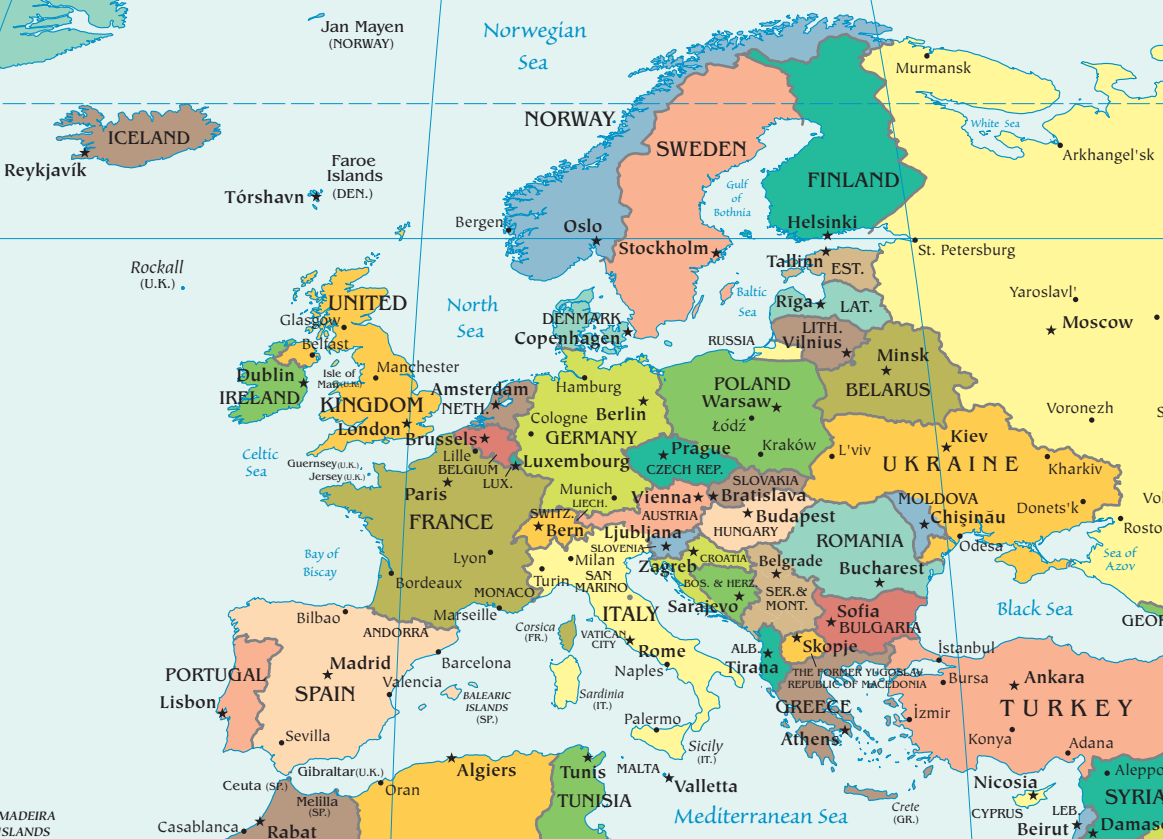 Jan Mayen
(NORWAY)
Norwegian
Sea
Murmansk
White Sea
Arkhangel'sk
NORWAY
ICELAND
Reykjavík
SWEDEN
FINLAND
Faroe
Islands
(DEN.)
Tórshavn
Gulf
of
Bothnia
Bergen
Oslo
Helsinki
Stockholm
St. Petersburg
Tallinn
EST.
Rockall
(U.K.)
North
Sea
Baltic
Sea
Rīga
LAT.
Yaroslavl'
Moscow
UNITED
KINGDOM
Glasgow
Belfast
DENMARK
Copenhagen
LITH.
Vilnius
RUSSIA
Minsk
BELARUS
Isle of
Man (U.K.)
Manchester
Dublin
IRELAND
London
Amsterdam
NETH.
Hamburg
Berlin
Cologne
GERMANY
POLAND
Warsaw
Łódź
Kraków
Voronezh
S
Celtic
Sea
Guernsey (U.K.)
Jersey (U.K.)
Brussels
Lille
BELGIUM
LUX.
Luxembourg
Prague
CZECH REP.
L'viv
Kiev
UKRAINE
Kharkiv
Donets'k
Vol
Rosto
Paris
FRANCE
Munich
LIECH.
Vienna
AUSTRIA
SLOVAKIA
Bratislava
Budapest
HUNGARY
MOLDOVA
Chişinău
Odesa
Sea of
Azov
SWITZ.
Bern
Ljubljana
SLOVENIA
Zagreb
CROATIA
ROMANIA
Bucharest
Bay of
Biscay
Lyon
Bordeaux
Milan
Turin
SAN
MARINO
MONACO
Marseille
BOS. & HERZ.
Sarajevo
Belgrade
SER.&
MONT.
Black Sea
GEOR
Bilbao
ANDORRA
Corsica
(FR.)
ITALY
VATICAN
CITY
Rome
Naples
Sofia
BULGARIA
Skopje
ALB.
Tirana
THE FORMER YUGOSLAV
REPUBLIC OF MACEDONIA
İstanbul
Bursa
Ankara
TURKEY
PORTUGAL
Lisbon
Madrid
SPAIN
Barcelona
Valencia
BALEARIC
ISLANDS
(SP.)
Sardinia
(IT.)
GREECE
Athens
İzmir
Konya
Adana
Sevilla
Palermo
Sicily
(IT.)
Gibraltar (U.K.)
Ceuta (SP.)
Melilla
(SP.)
Algiers
Oran
Tunis
TUNISIA
MALTA
Valletta
Mediterranean Sea
Crete
(GR.)
Nicosia
CYPRUS
Aleppo
SYRIA
LEB.
Beirut
Damasc
MADEIRA
ISLANDS
Casablanca
Rabat